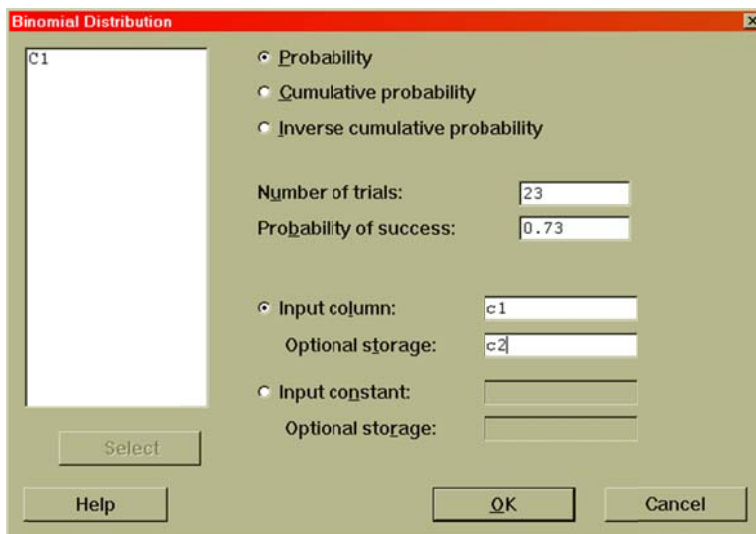 Binomial Distribution
C1
Probability
Cumulative probability
Inverse cumulative probability
Number of trials: 23
Probability of success: 0.73
Input column: c1
Optional storage: c2
Input constant:
Optional storage:
Select
Help
OK
Cancel